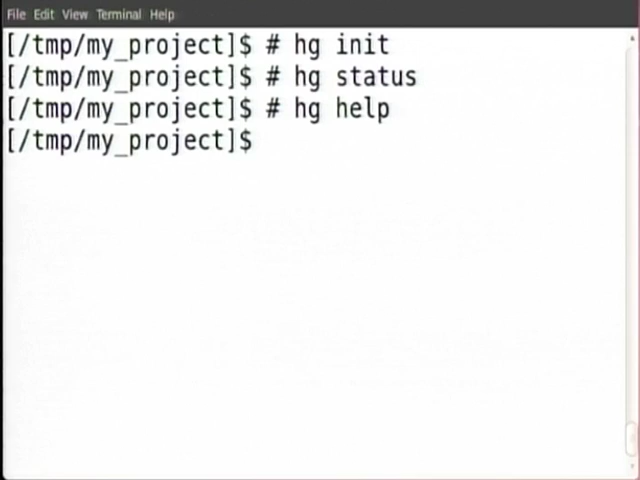 File Edit View Terminal Help
[/tmp/my_project]$ # hg init
[/tmp/my_project]$ # hg status
[/tmp/my_project]$ # hg help
[/tmp/my_project]$